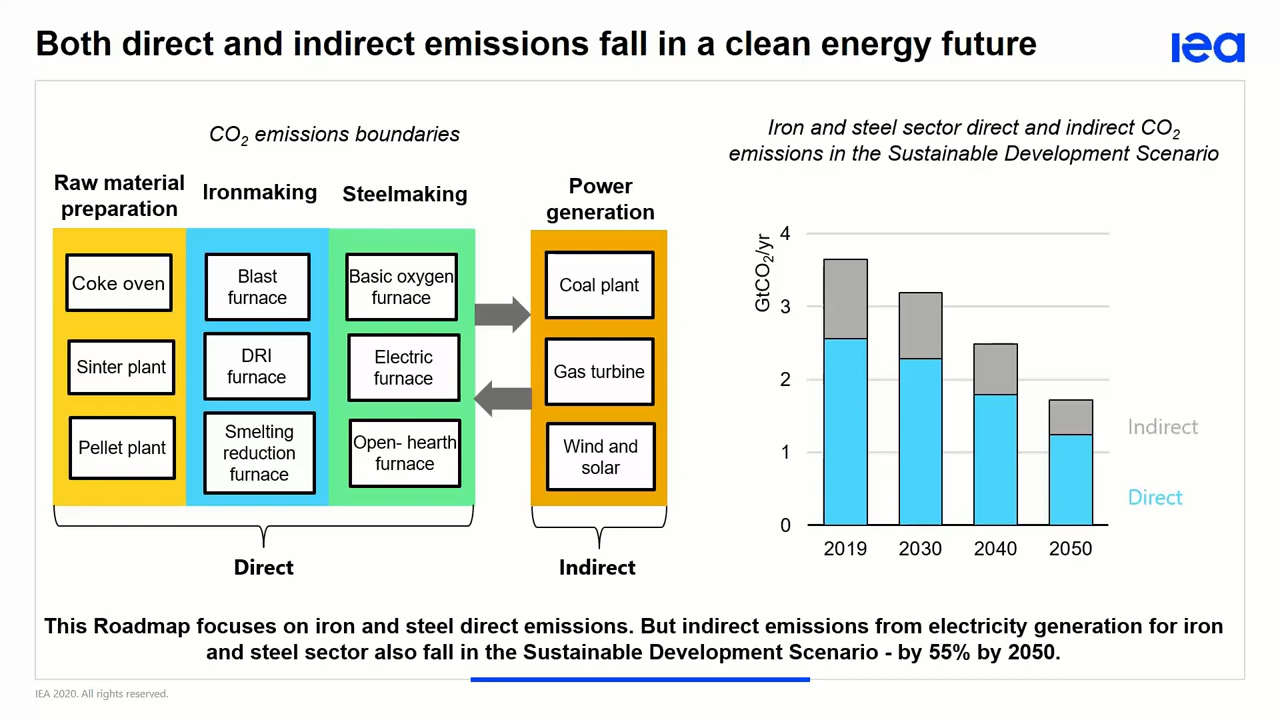 Both direct and indirect emissions fall in a clean energy future
iea
CO2 emissions boundaries
Raw material
preparation
Ironmaking
Steelmaking
Power
generation
Coke oven
Sinter plant
Pellet plant
Blast
furnace
DRI
furnace
Smelting
reduction
furnace
Basic oxygen
furnace
Electric
furnace
Open- hearth
furnace
Coal plant
Gas turbine
Wind and
solar
Direct
Indirect
Iron and steel sector direct and indirect CO2
emissions in the Sustainable Development Scenario
GtCO2/yr
4
3
2
1
0
2019
2030
2040
2050
Indirect
Direct
This Roadmap focuses on iron and steel direct emissions. But indirect emissions from electricity generation for iron
and steel sector also fall in the Sustainable Development Scenario - by 55% by 2050.
IEA 2020. All rights reserved.